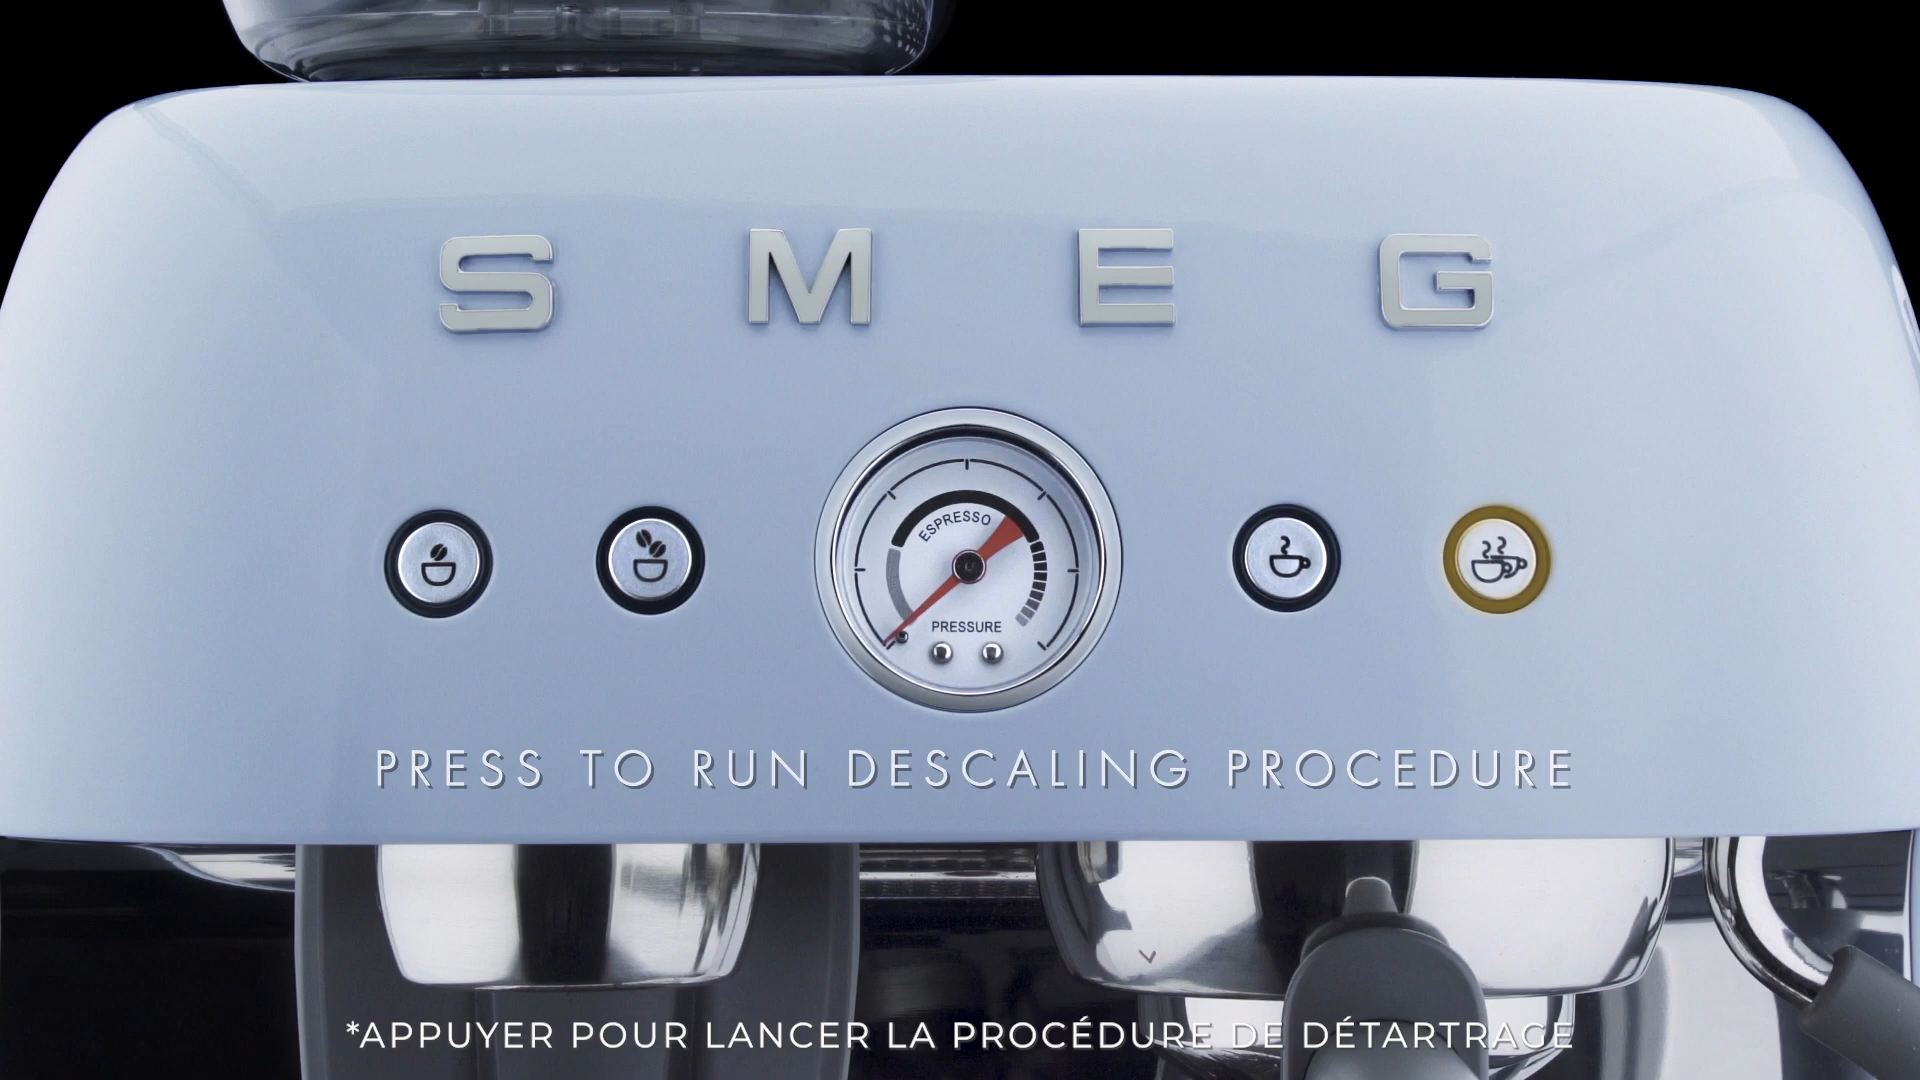 SMEG
ESPRESSO
PRESSURE
PRESS TO RUN DESCALING PROCEDURE
*APPUYER POUR LANCER LA PROCÉDURE DE DÉTARTRAGE